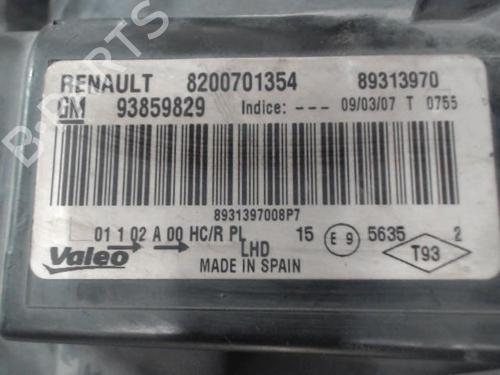 RENAULT 8200701354 89313970
GM 93859829 Indice: --- 09/03/07 T 0755
8931397008P7
01 1 02 A 00 HC/R PL 15 E 9 5635 2
Valeo LHD T93
MADE IN SPAIN
B-PARTS